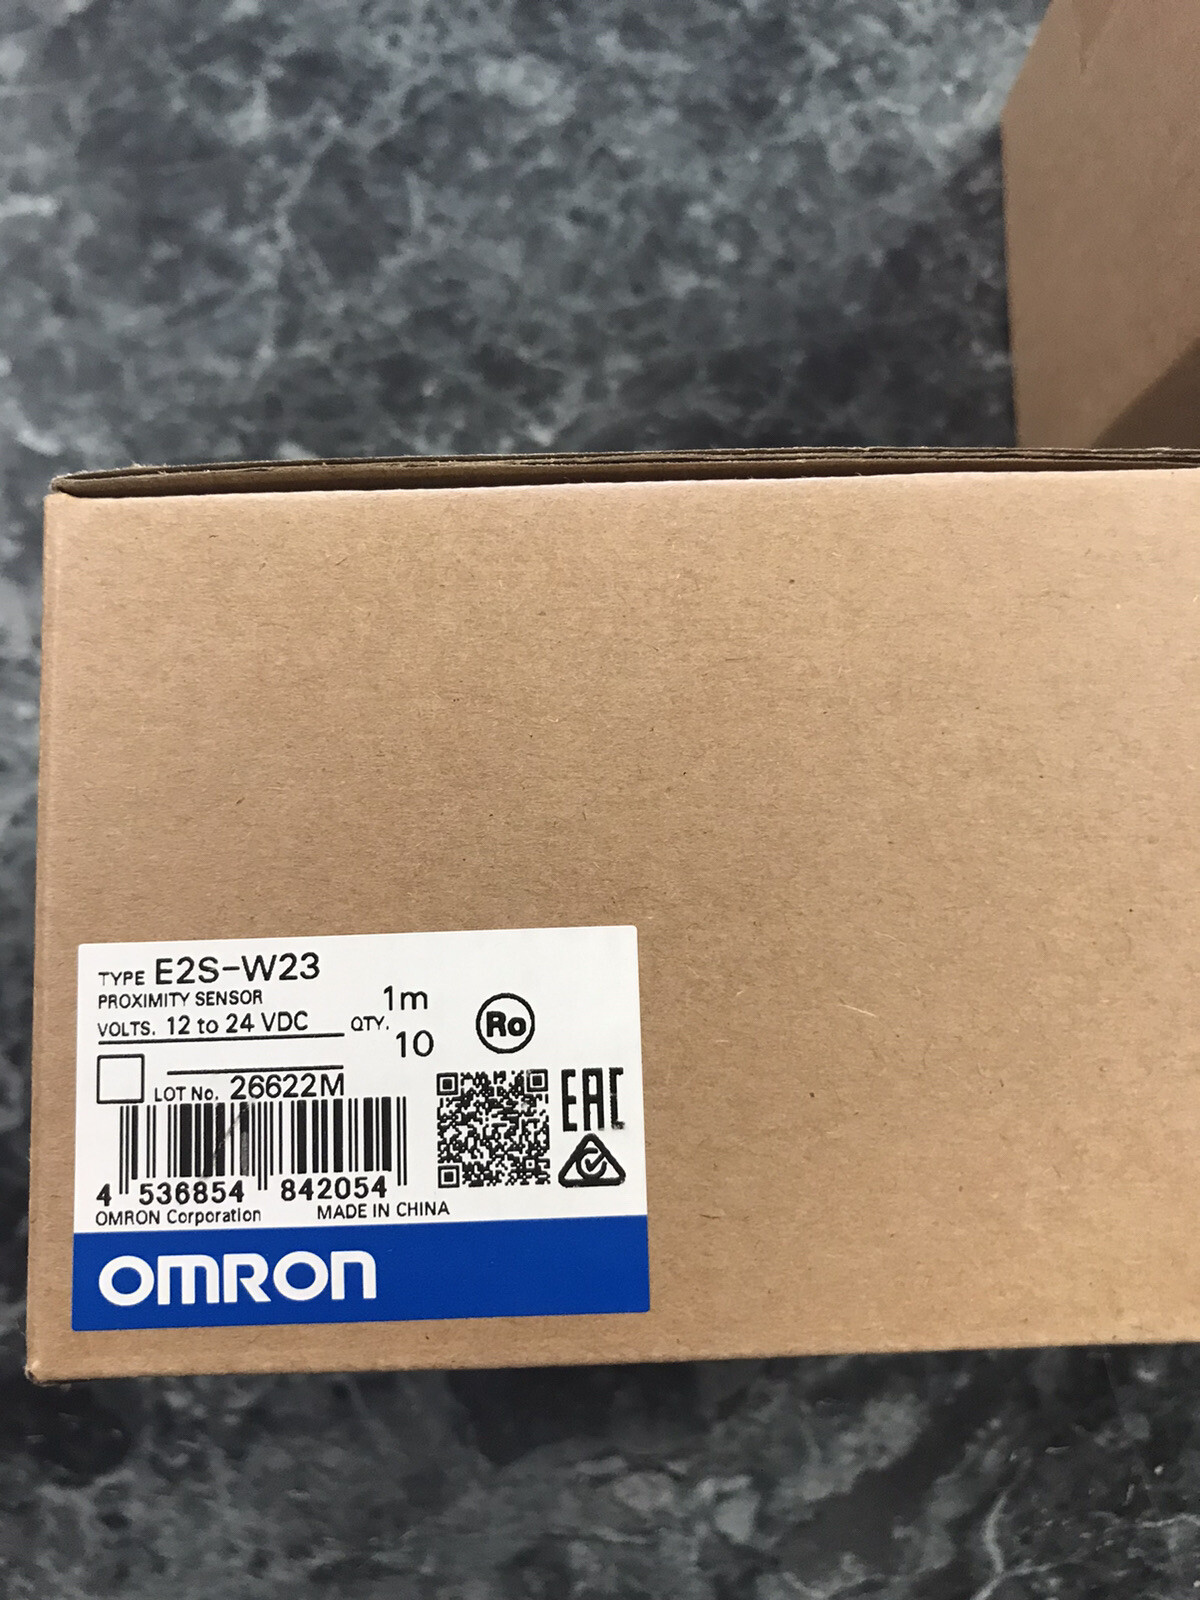 TYPE E2S-W23
PROXIMITY SENSOR 1m
VOLTS. 12 to 24 VDC QTY. 10
Ro
LOT No. 26622M
EAC
4 536854 842054
OMRON Corporation MADE IN CHINA
OMRON